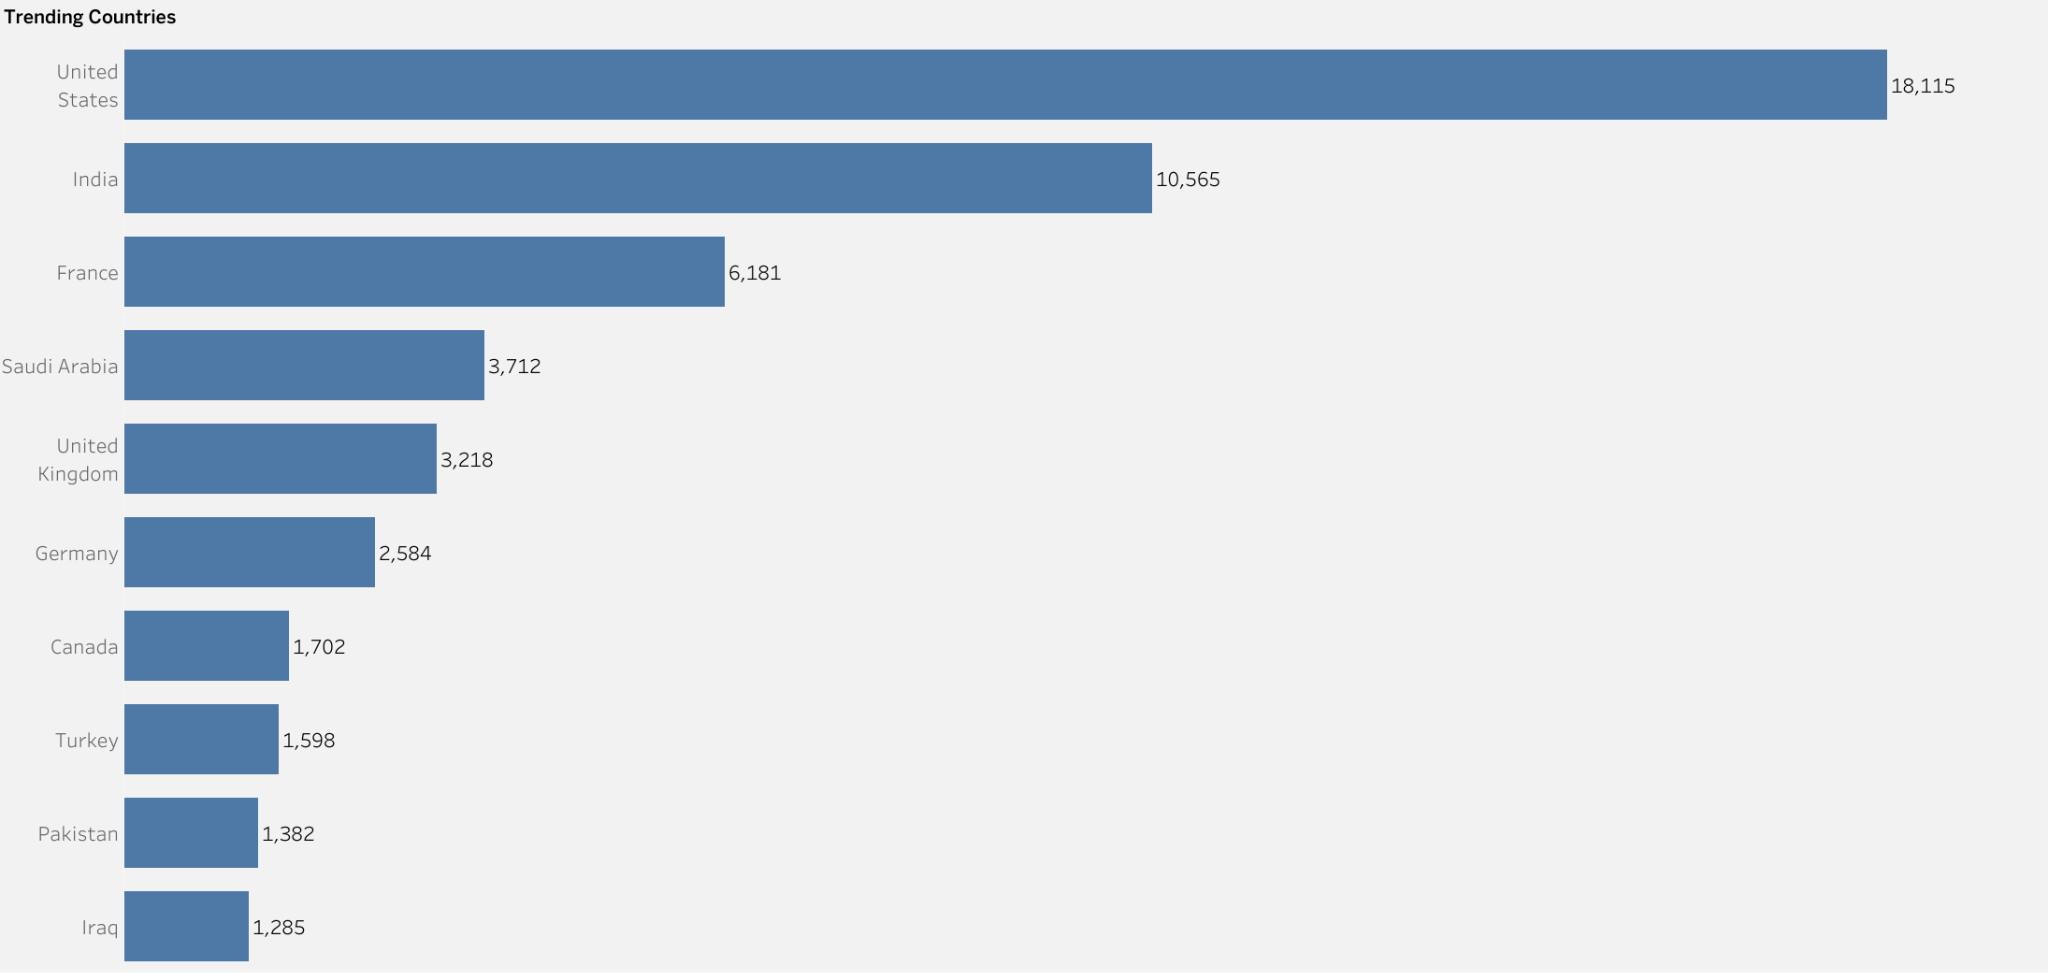 Trending Countries
United
States
18,115
India
10,565
France
6,181
Saudi Arabia
3,712
United
Kingdom
3,218
Germany
2,584
Canada
1,702
Turkey
1,598
Pakistan
1,382
Iraq
1,285